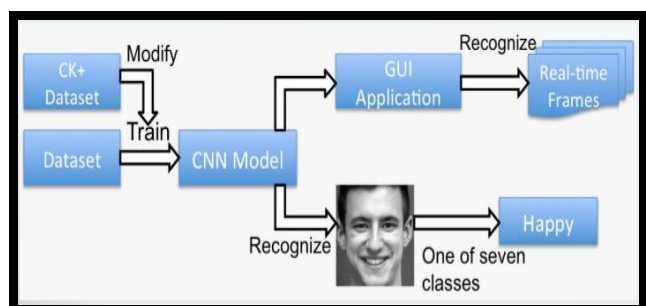 CK+
Dataset
Modify
Train
Dataset
CNN Model
GUI
Application
Recognize
Real-time
Frames
Recognize
One of seven
classes
Happy